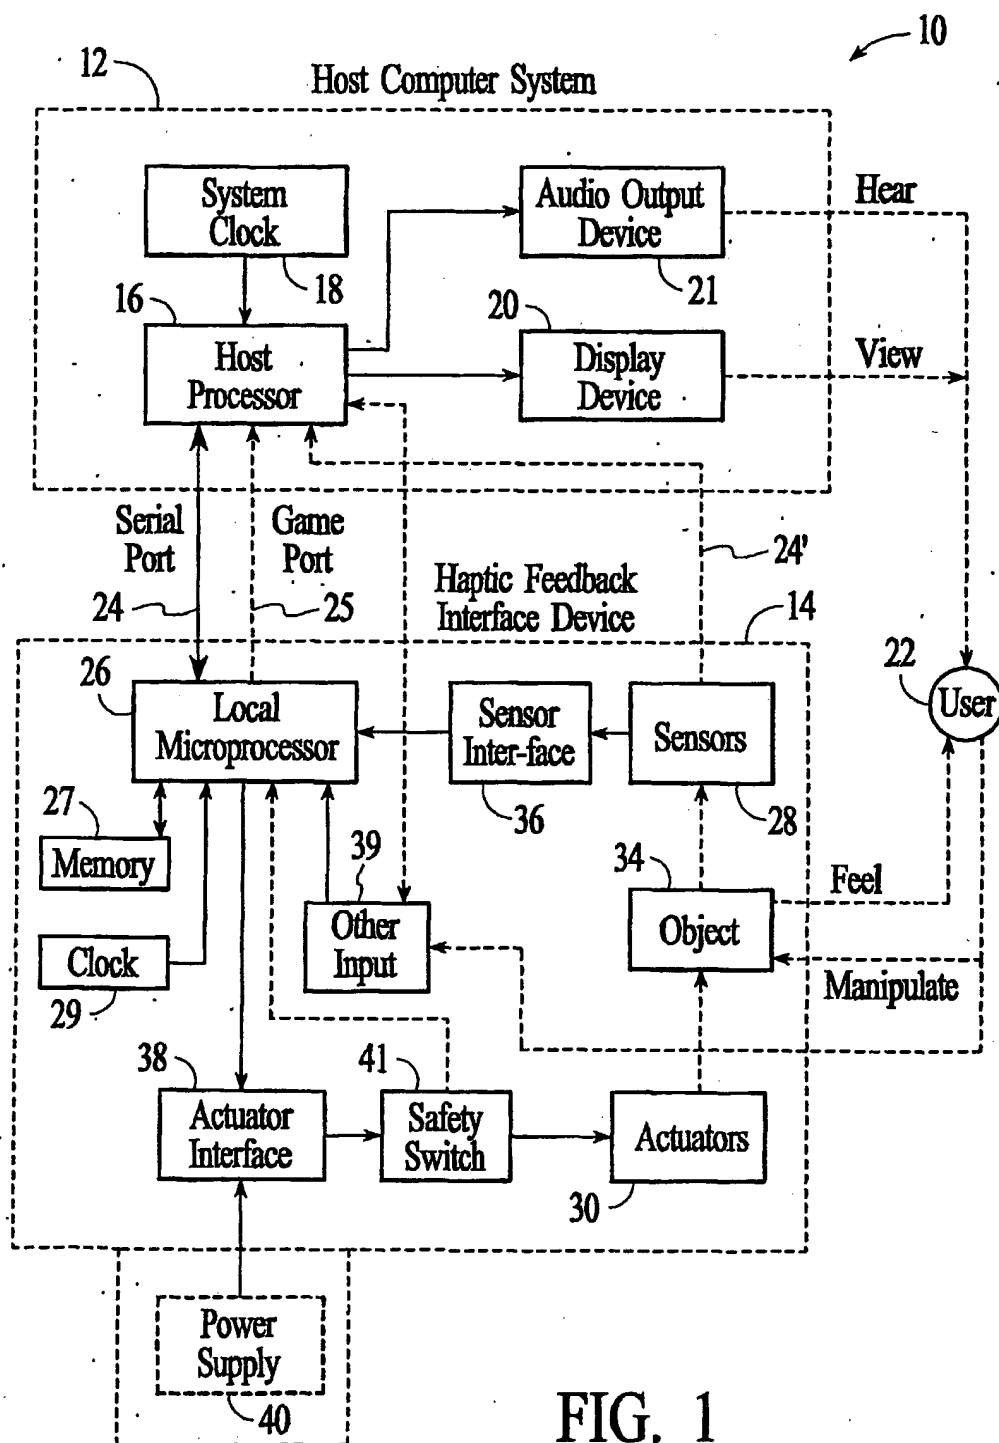 10
12
Host Computer System
System
Clock
18
Audio Output
Device
21
Hear
16
Host
Processor
20
Display
Device
View
Serial
Port
24
Game
Port
25
24'
Haptic Feedback
Interface Device
14
22
User
26
Local
Microprocessor
Sensor
Inter-face
36
Sensors
28
27
Memory
39
Other
Input
34
Object
Feel
Manipulate
Clock
29
38
Actuator
Interface
41
Safety
Switch
Actuators
30
Power
Supply
40
FIG. 1